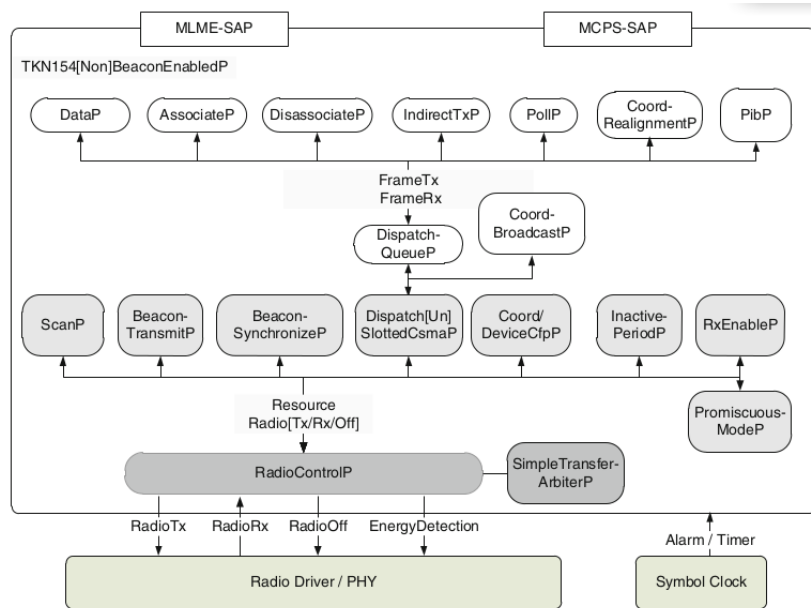 MLME-SAP
MCPS-SAP
TKN154[Non]BeaconEnabledP
DataP
AssociateP
DisassociateP
IndirectTxP
PollP
Coord-
RealignmentP
PibP
FrameTx
FrameRx
Dispatch-
QueueP
Coord-
BroadcastP
ScanP
Beacon-
TransmitP
Beacon-
SynchronizeP
Dispatch[Un]
SlottedCsmaP
Coord/
DeviceCfpP
Inactive-
PeriodP
RxEnableP
Promiscuous-
ModeP
Resource
Radio[Tx/Rx/Off]
RadioControlP
SimpleTransfer-
ArbiterP
RadioTx
RadioRx
RadioOff
EnergyDetection
Alarm / Timer
Radio Driver / PHY
Symbol Clock